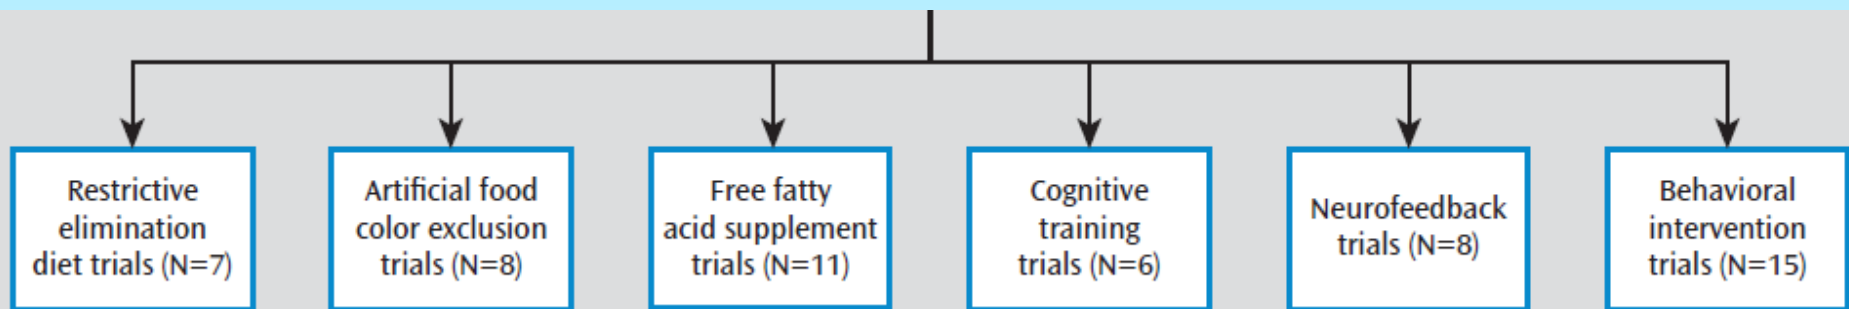 Restrictive
elimination
diet trials (N=7)
Artificial food
color exclusion
trials (N=8)
Free fatty
acid supplement
trials (N=11)
Cognitive
training
trials (N=6)
Neurofeedback
trials (N=8)
Behavioral
intervention
trials (N=15)